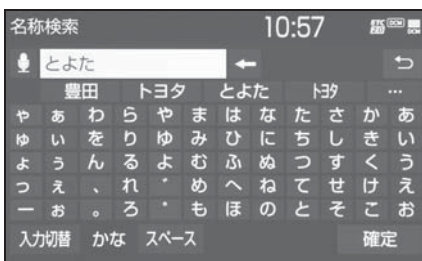 名称検索 10:57 ETC DCM
とよた ←
豊田 トヨタ とよた ﾄﾖﾀ …
ゃ ぁ わ ら や ま は な た さ か あ
ゅ ぃ を り ゆ み ひ に ち し き い
ょ ぅ ん る よ む ふ ぬ つ す く う
っ ぇ 、 れ ゛ め へ ね て せ け え
ー ぉ 。 ろ ゜ も ほ の と そ こ お
入力切替 かな スペース 確定